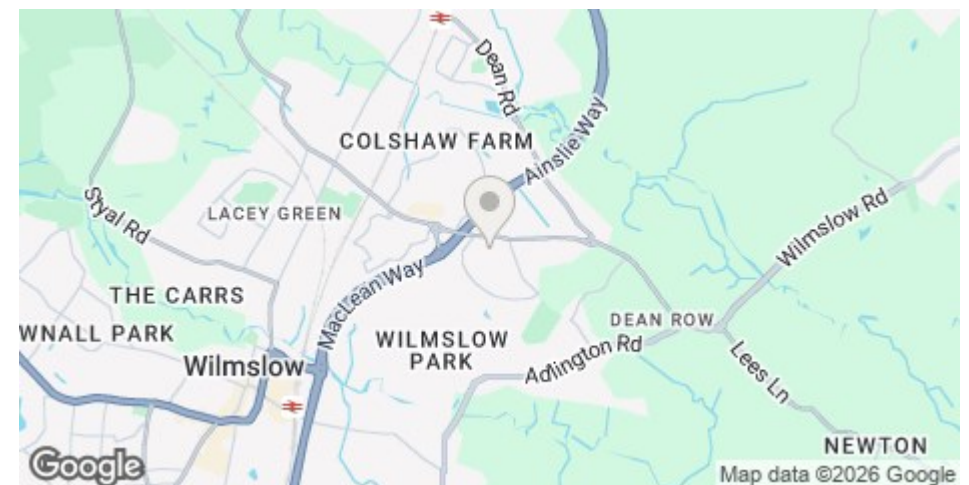 Dean Rd
COLSHAW FARM
Ainslie Way
Styal Rd
LACEY GREEN
Wilmslow Rd
MacLean Way
THE CARRS
WNALL PARK
DEAN ROW
WILMSLOW
PARK
Wilmslow
Adlington Rd
Lees Ln
NEWTON
Google
Map data ©2026 Google